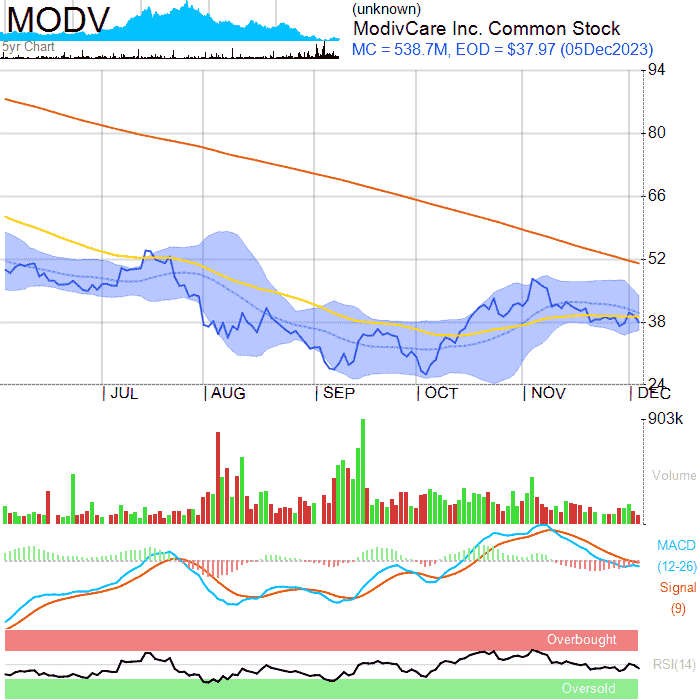 MODV
5yr Chart
(unknown)
ModivCare Inc. Common Stock
MC = 538.7M, EOD = $37.97 (05Dec2023)
94
80
66
52
38
24
JUL AUG SEP OCT NOV DEC
903k
Volume
MACD
(12-26)
Signal
(9)
Overbought
RSI(14)
Oversold